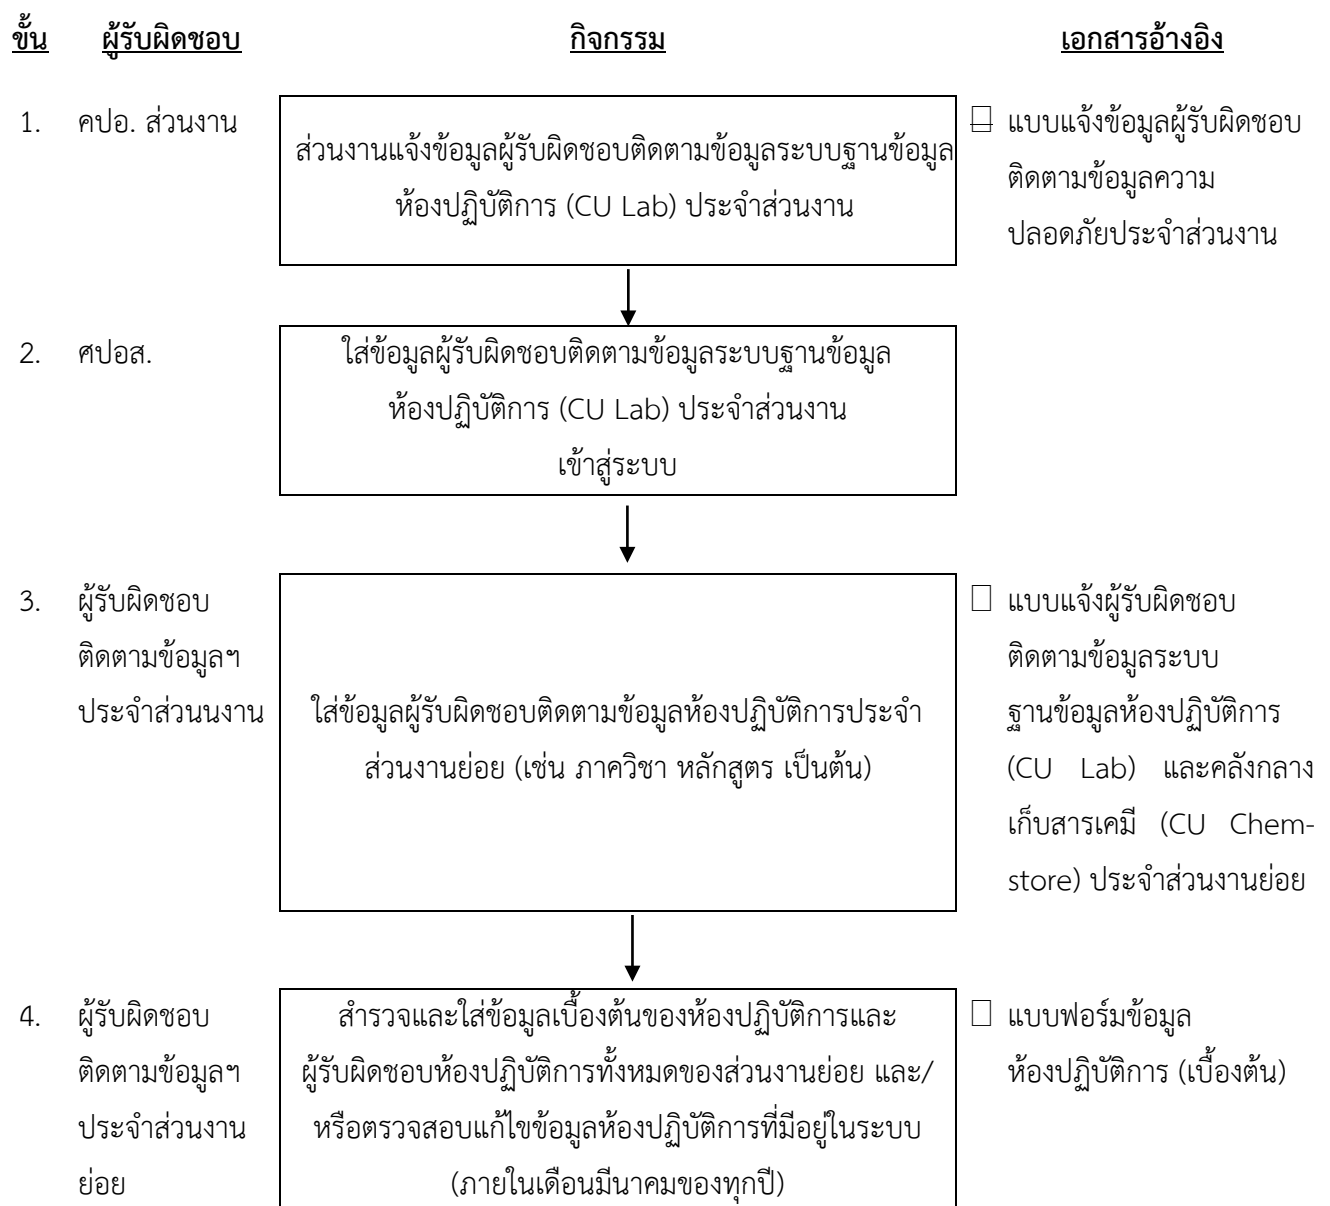 ขั้น ผู้รับผิดชอบ กิจกรรม เอกสารอ้างอิง
1. คปอ. ส่วนงาน
ส่วนงานแจ้งข้อมูลผู้รับผิดชอบติดตามข้อมูลระบบฐานข้อมูล
ห้องปฏิบัติการ (CU Lab) ประจำส่วนงาน
แบบแจ้งข้อมูลผู้รับผิดชอบ
ติดตามข้อมูลความ
ปลอดภัยประจำส่วนงาน
2. ศปอส.
ใส่ข้อมูลผู้รับผิดชอบติดตามข้อมูลระบบฐานข้อมูล
ห้องปฏิบัติการ (CU Lab) ประจำส่วนงาน
เข้าสู่ระบบ
3. ผู้รับผิดชอบ
ติดตามข้อมูลฯ
ประจำส่วนนงาน
ใส่ข้อมูลผู้รับผิดชอบติดตามข้อมูลห้องปฏิบัติการประจำ
ส่วนงานย่อย (เช่น ภาควิชา หลักสูตร เป็นต้น)
แบบแจ้งผู้รับผิดชอบ
ติดตามข้อมูลระบบ
ฐานข้อมูลห้องปฏิบัติการ
(CU Lab) และคลังกลาง
เก็บสารเคมี (CU Chem-
store) ประจำส่วนงานย่อย
4. ผู้รับผิดชอบ
ติดตามข้อมูลฯ
ประจำส่วนงาน
ย่อย
สำรวจและใส่ข้อมูลเบื้องต้นของห้องปฏิบัติการและ
ผู้รับผิดชอบห้องปฏิบัติการทั้งหมดของส่วนงานย่อย และ/
หรือตรวจสอบแก้ไขข้อมูลห้องปฏิบัติการที่มีอยู่ในระบบ
(ภายในเดือนมีนาคมของทุกปี)
แบบฟอร์มข้อมูล
ห้องปฏิบัติการ (เบื้องต้น)